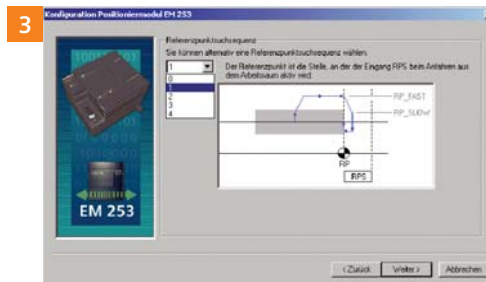 3
Konfiguration Positioniermodul EM 253
Referenzpunktsuchsequenz
Sie können alternativ eine Referenzpunktsuchsequenz wählen.
1
0
1
2
3
4
Der Referenzpunkt ist die Stelle, an der der Eingang RPS beim Anfahren aus
dem Arbeitsraum aktiv wird.
RP_FAST
RP_SLOW
RP
RPS
EM 253
< Zurück
Weiter >
Abbrechen